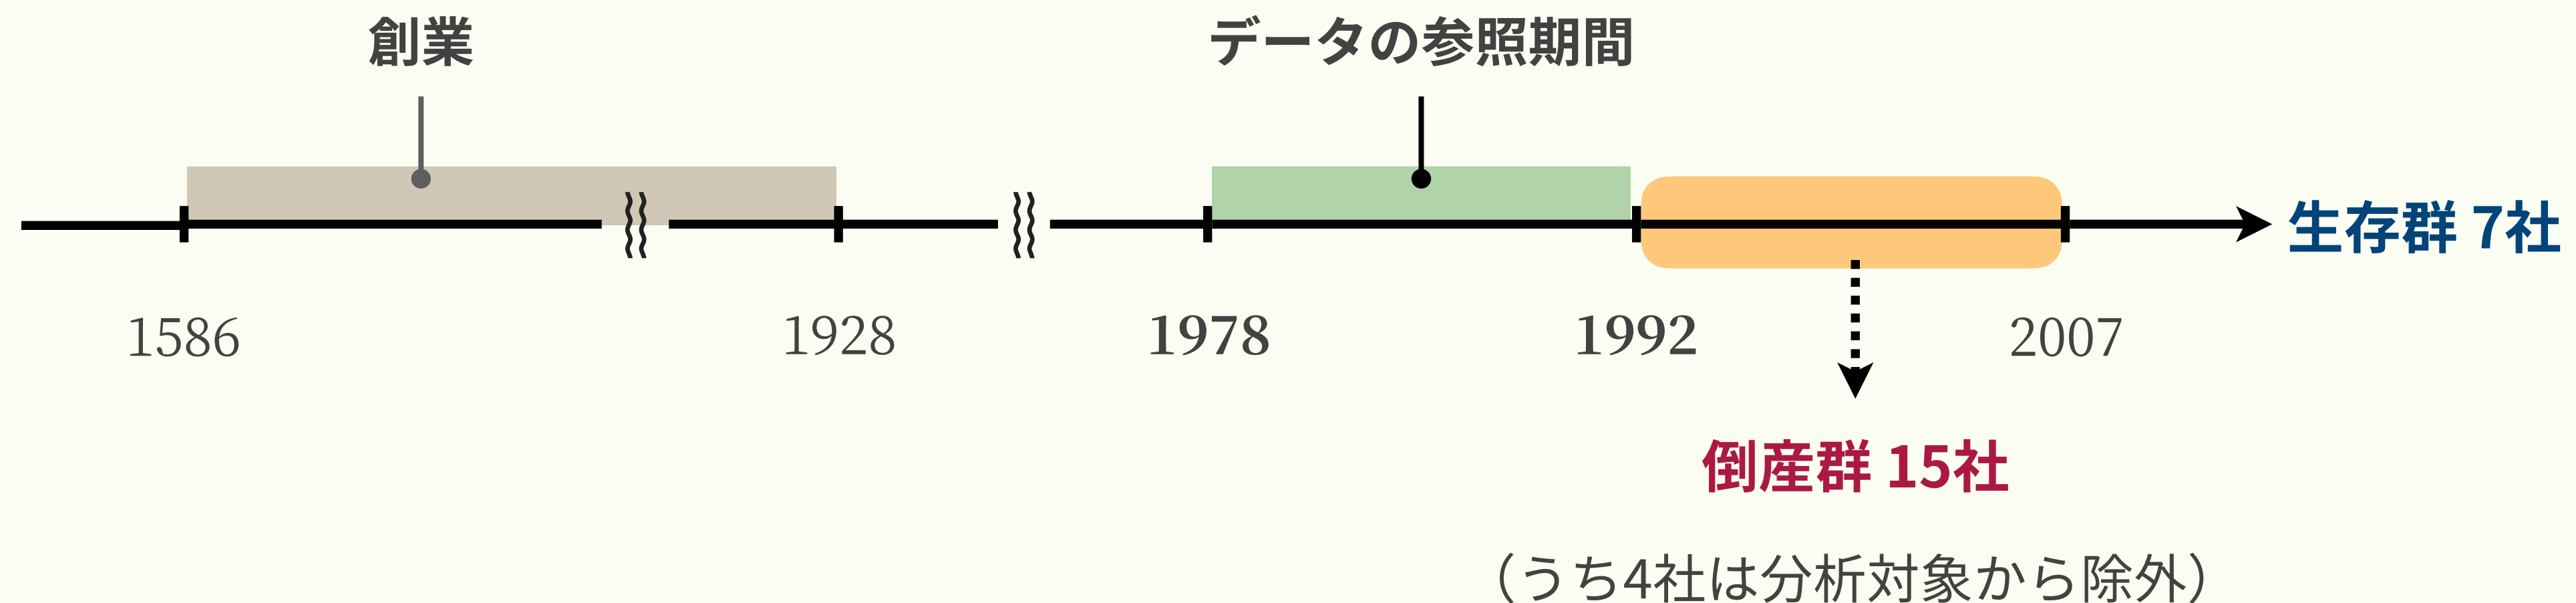 創業
データの参照期間
生存群 7社
1586
1928
1978
1992
2007
倒産群 15社
（うち4社は分析対象から除外）